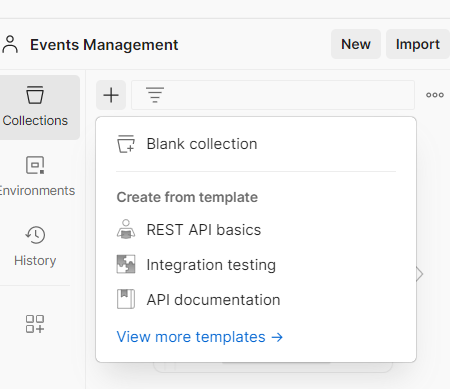 Events Management
New
Import
Collections
Blank collection
Environments
Create from template
REST API basics
History
Integration testing
API documentation
View more templates →